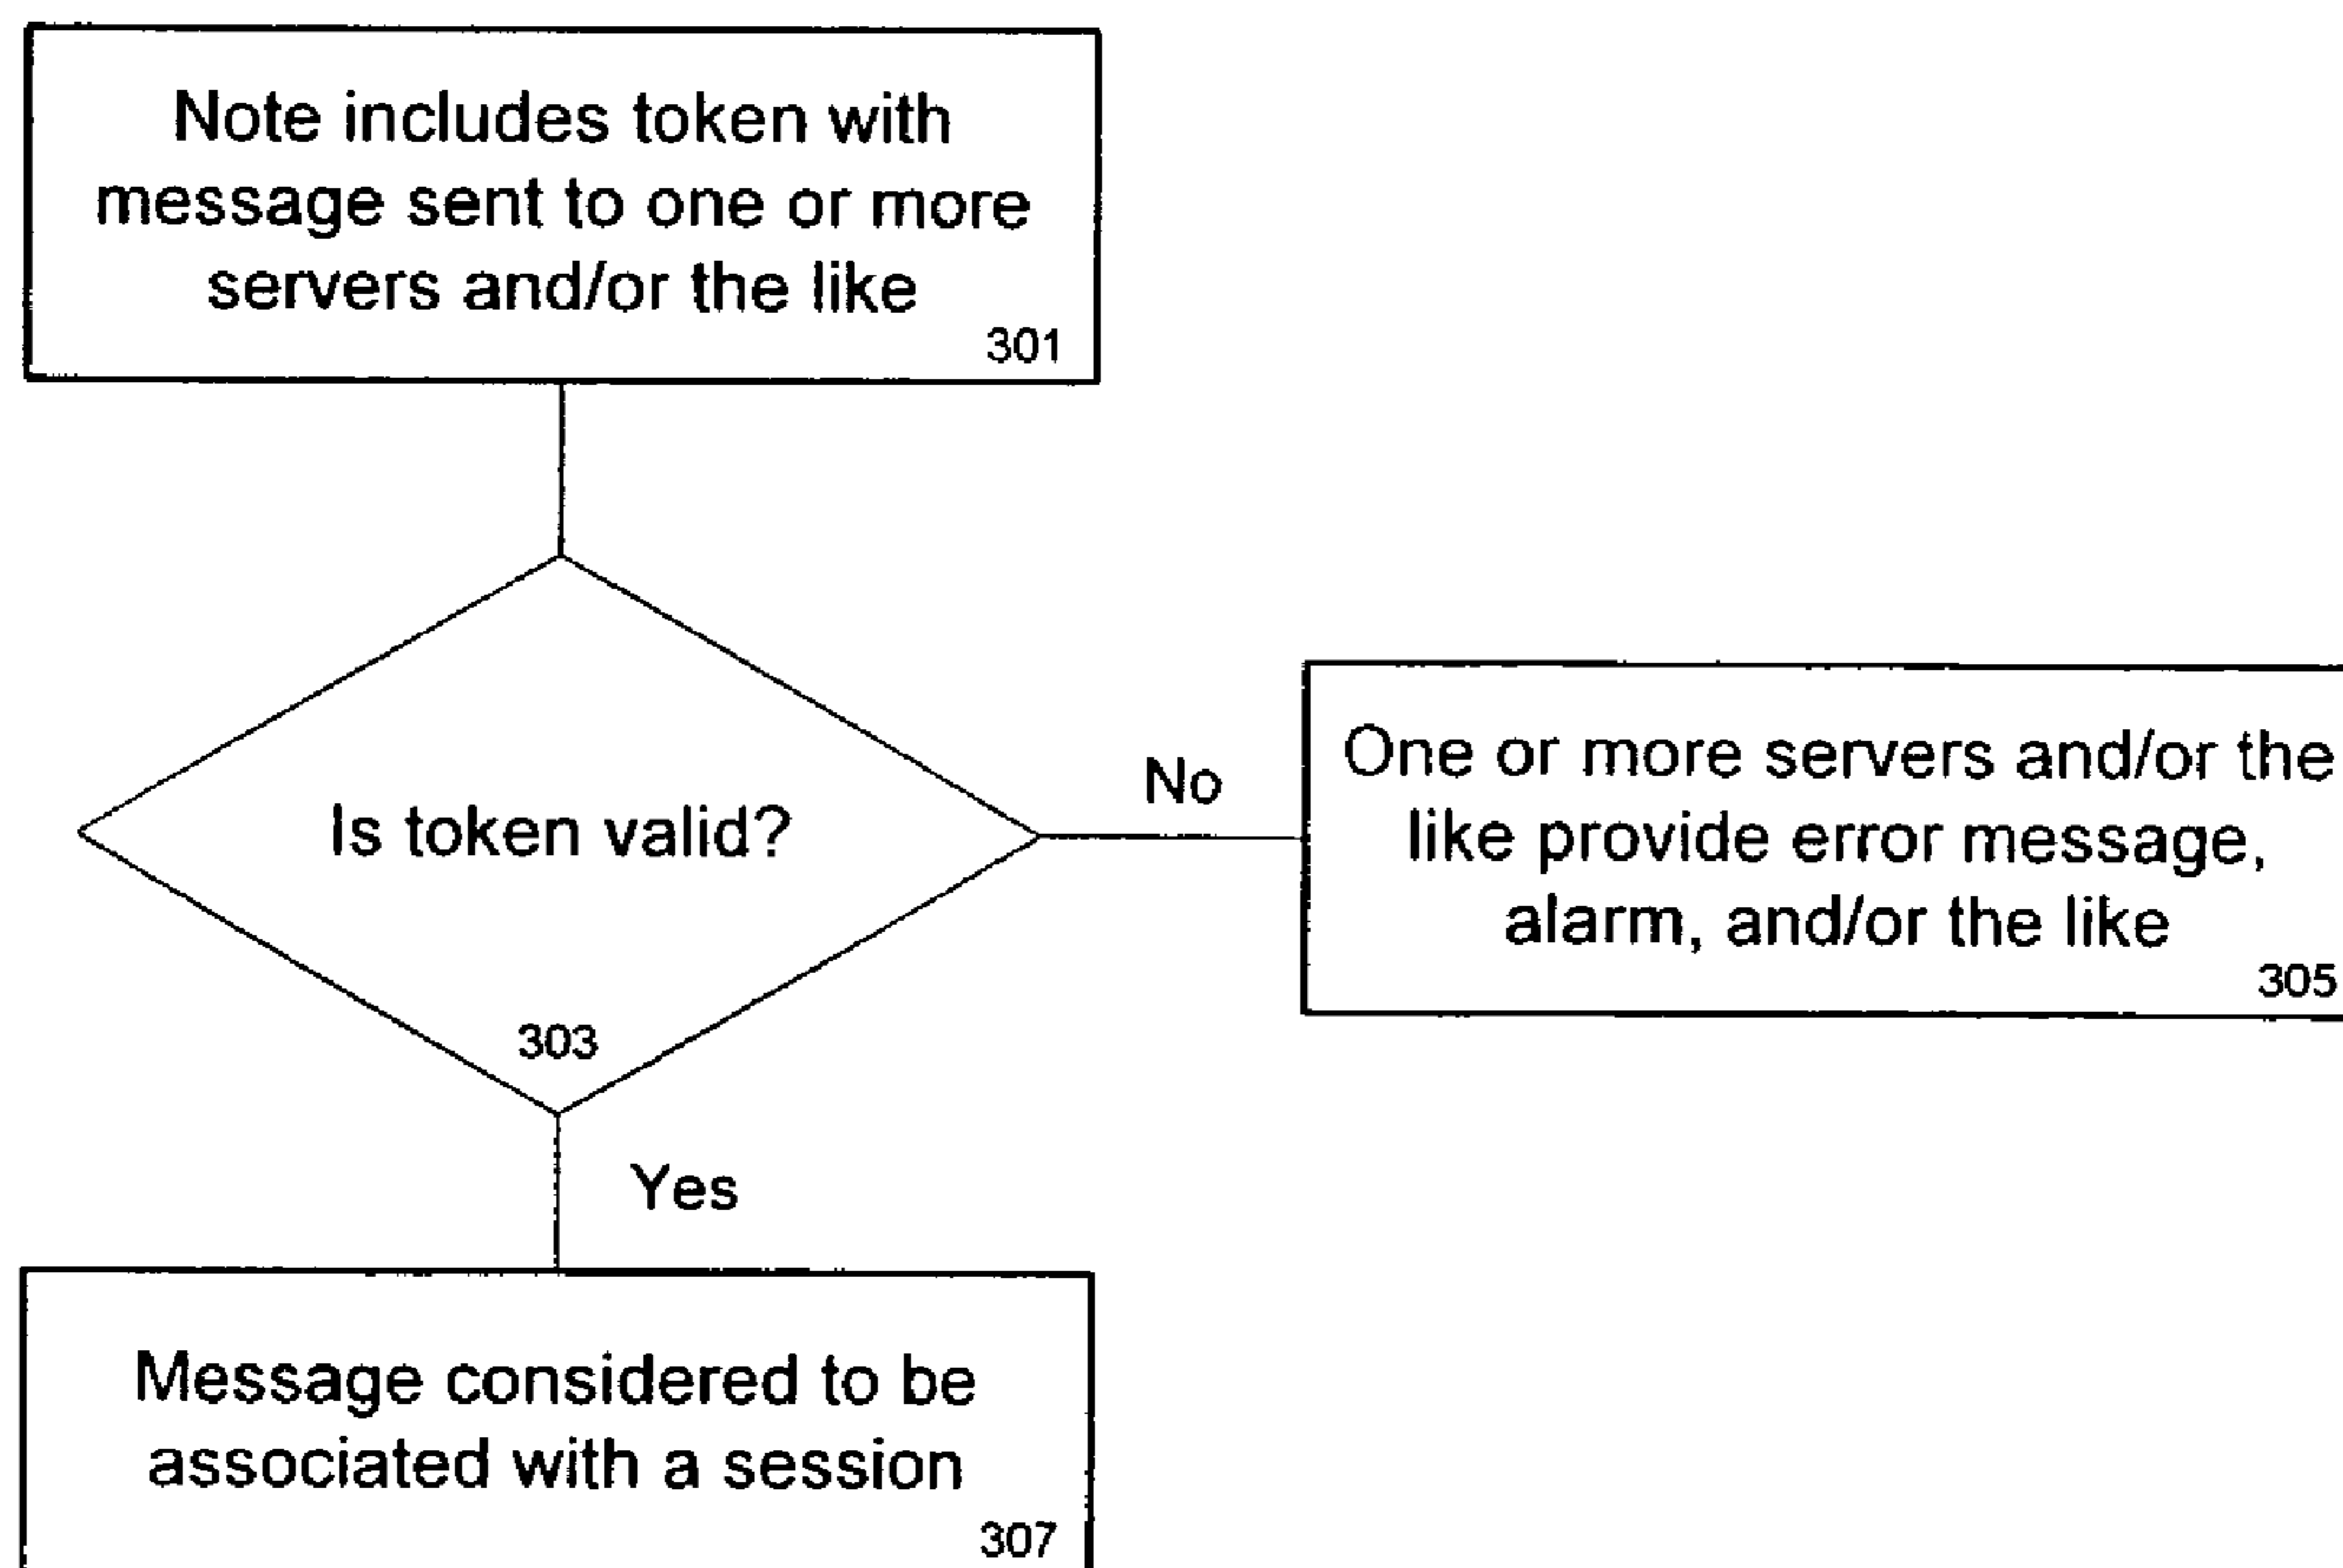 Note includes token with
message sent to one or more
servers and/or the like
301
Is token valid?
303
No
One or more servers and/or the
like provide error message,
alarm, and/or the like
305
Yes
Message considered to be
associated with a session
307